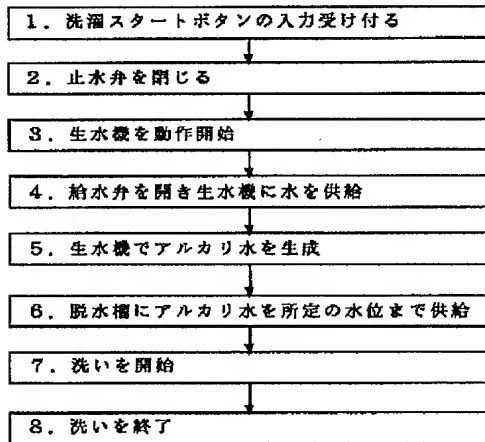 1．洗濯スタートボタンの入力受け付る
2．止水弁を閉じる
3．生水機を動作開始
4．給水弁を開き生水機に水を供給
5．生水機でアルカリ水を生成
6．脱水槽にアルカリ水を所定の水位まで供給
7．洗いを開始
8．洗いを終了